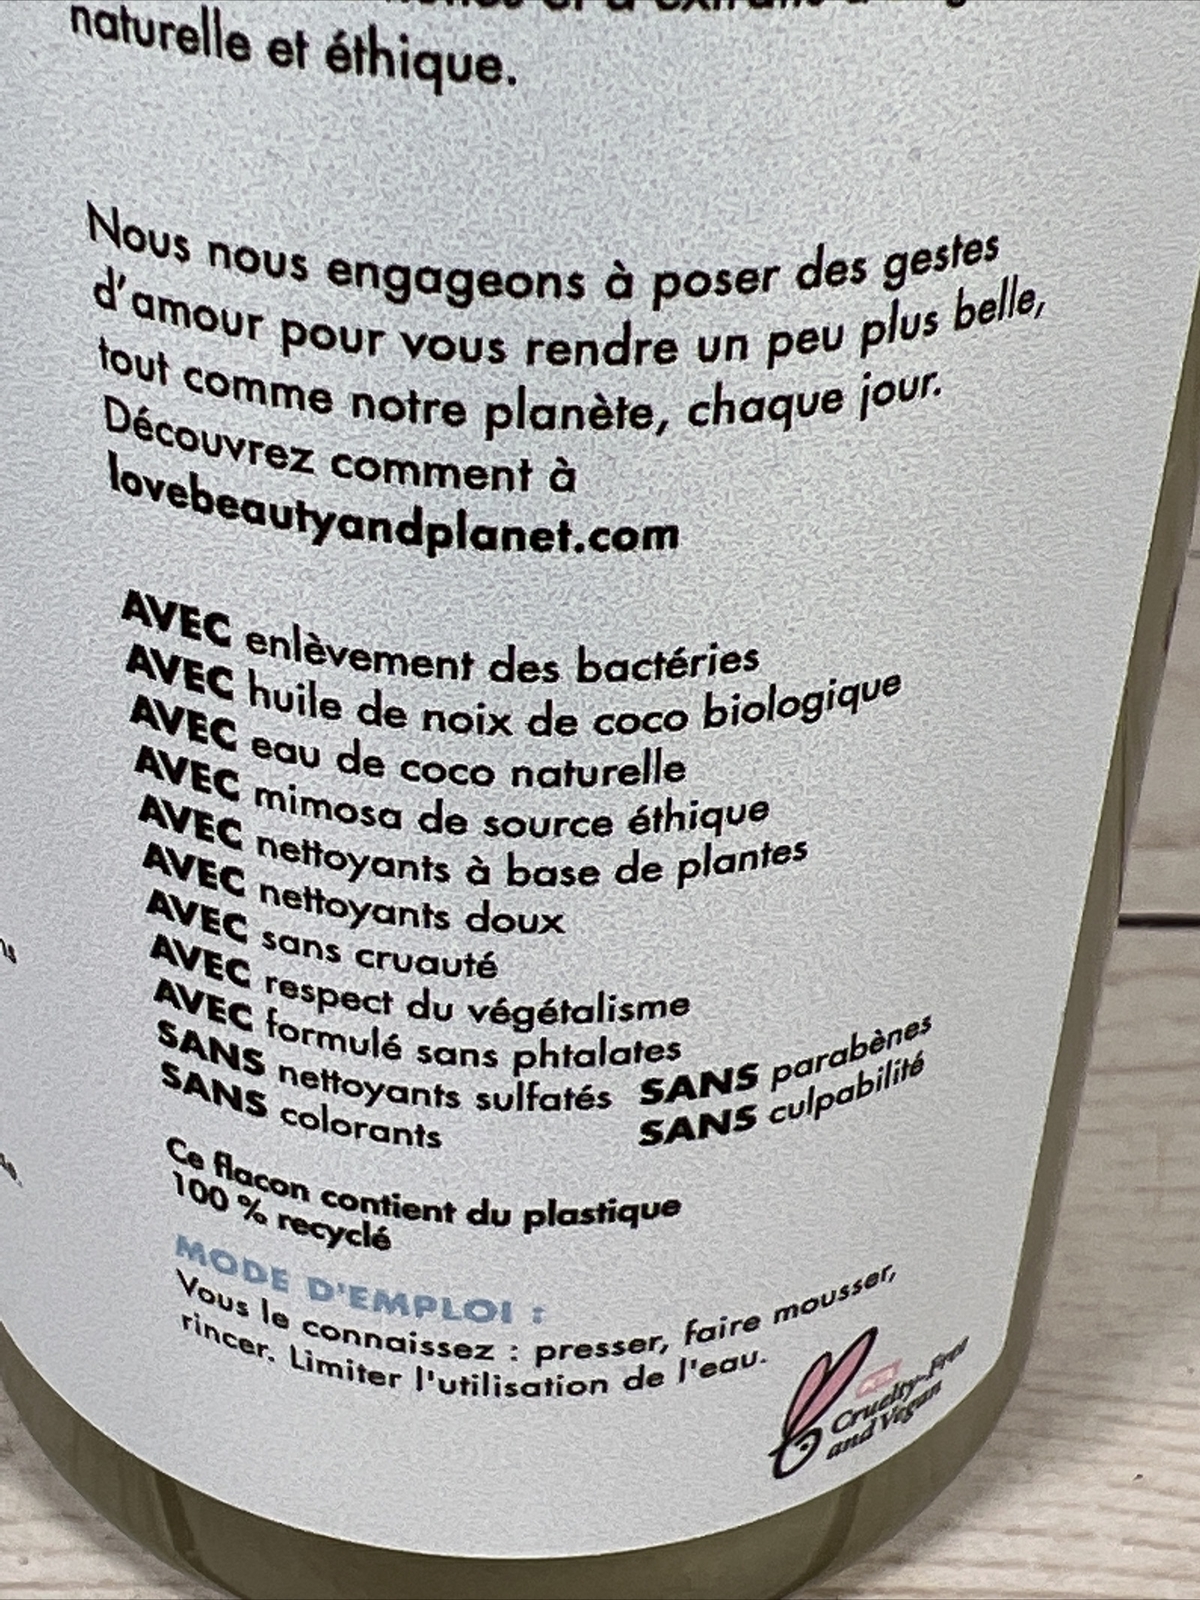 et à extraits
naturelle et éthique.
Nous nous engageons à poser des gestes
d'amour pour vous rendre un peu plus belle,
tout comme notre planète, chaque jour.
Découvrez comment à
lovebeautyandplanet.com
AVEC enlèvement des bactéries
AVEC huile de noix de coco biologique
AVEC eau de coco naturelle
AVEC mimosa de source éthique
AVEC nettoyants à base de plantes
AVEC nettoyants doux
AVEC sans cruauté
AVEC respect du végétalisme
AVEC formulé sans phtalates
SANS nettoyants sulfatés SANS parabènes
SANS colorants SANS culpabilité
Ce flacon contient du plastique
100 % recyclé
MODE D'EMPLOI :
Vous le connaissez : presser, faire mousser,
rincer. Limiter l'utilisation de l'eau.
Cruelty-Free
and Vegan